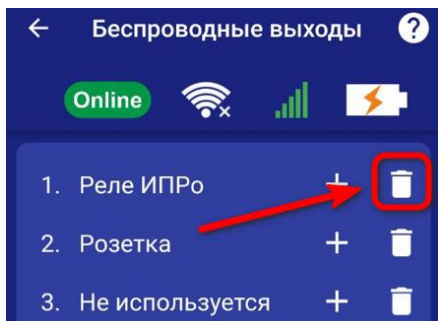 Беспроводные выходы ?
Online
1. Реле ИПРо +
2. Розетка +
3. Не используется +